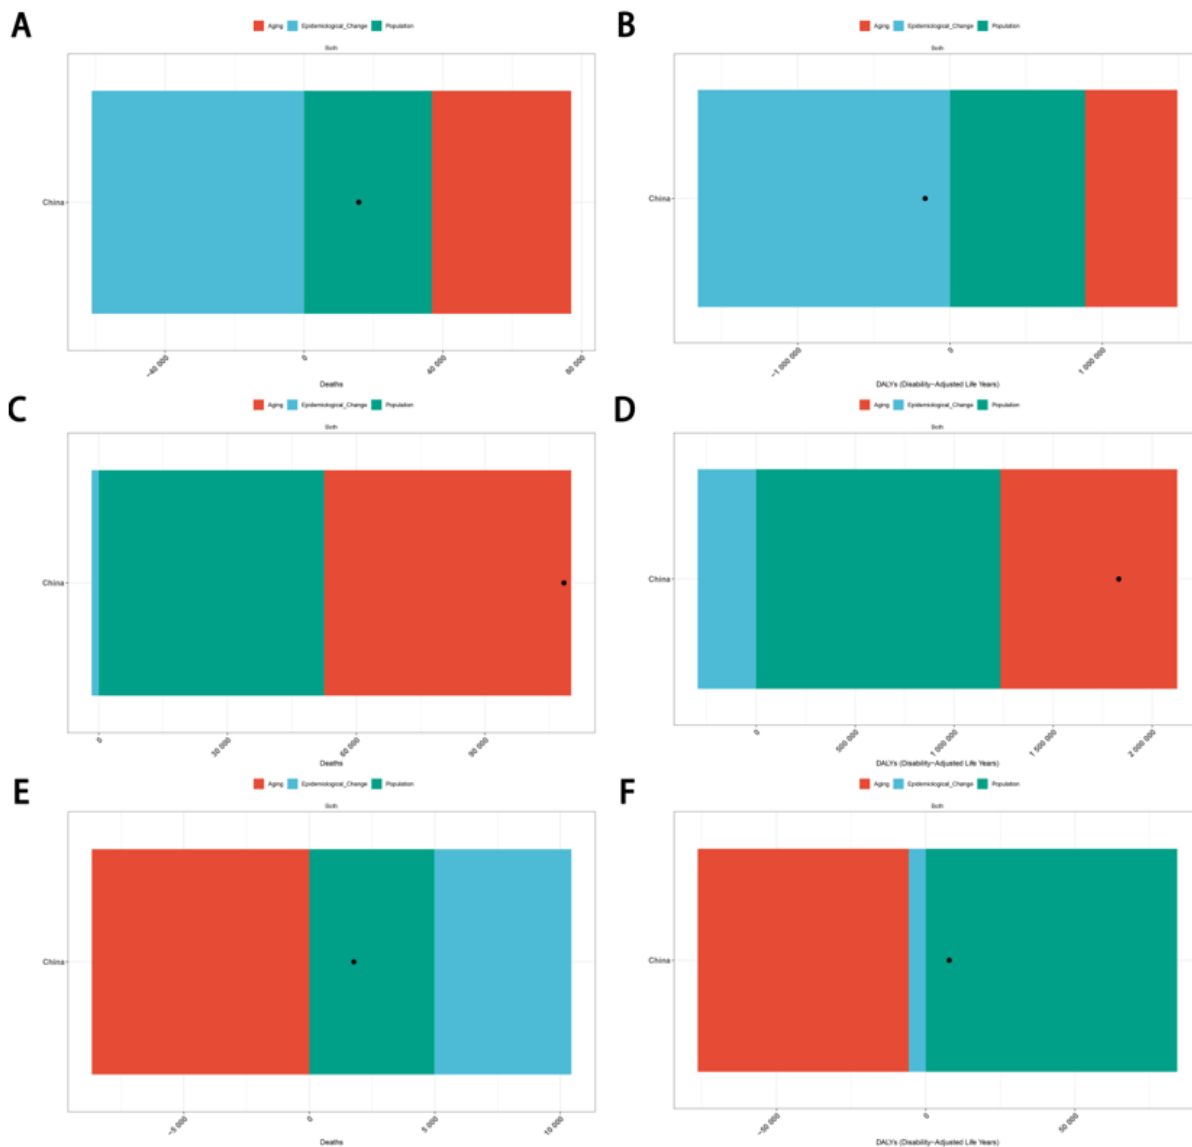 A
Aging Epidemiological_Change Population
Both
China
−40 000 0 40 000 80 000
Deaths
B
Aging Epidemiological_Change Population
Both
China
−1 000 000 0 1 000 000
DALYs (Disability−Adjusted Life Years)
C
Aging Epidemiological_Change Population
Both
China
0 30 000 60 000 90 000
Deaths
D
Aging Epidemiological_Change Population
Both
China
0 500 000 1 000 000 1 500 000 2 000 000
DALYs (Disability−Adjusted Life Years)
E
Aging Epidemiological_Change Population
Both
China
−5 000 0 5 000 10 000
Deaths
F
Aging Epidemiological_Change Population
Both
China
−50 000 0 50 000
DALYs (Disability−Adjusted Life Years)